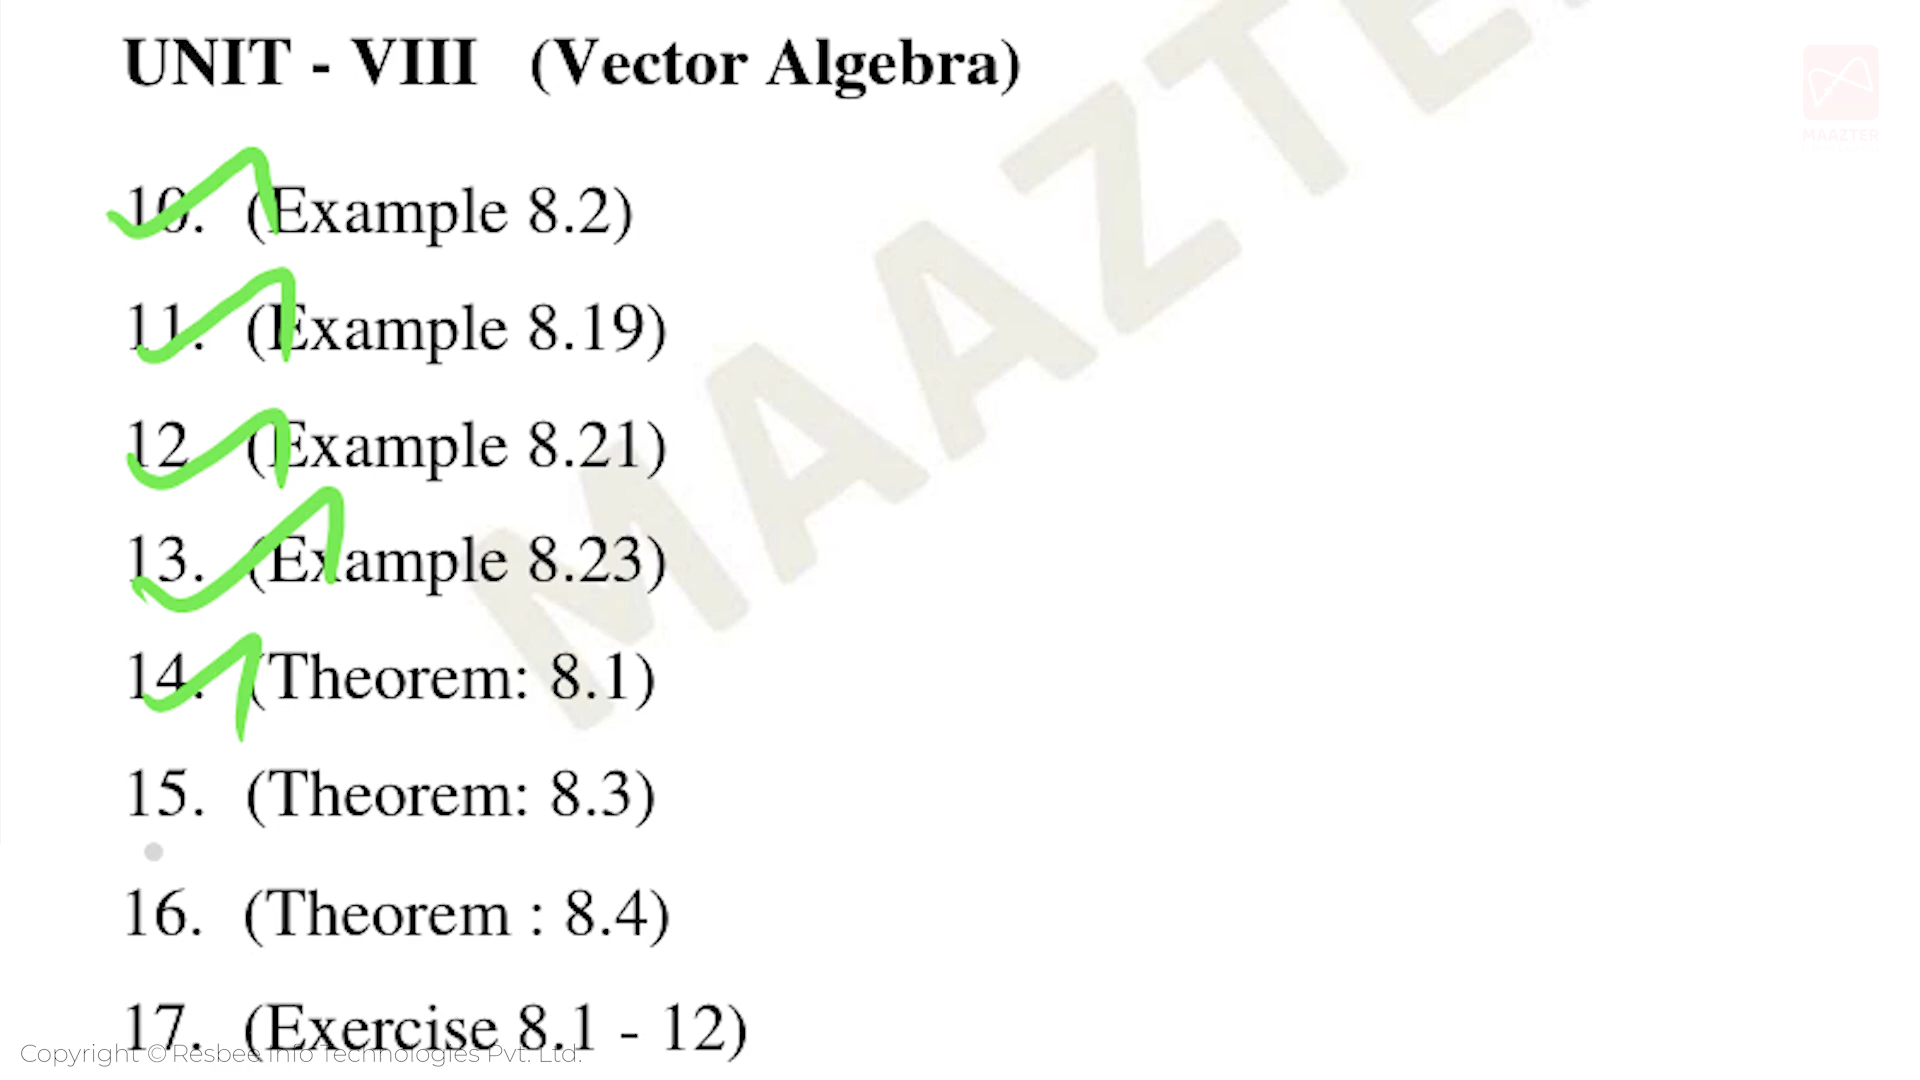 UNIT - VIII (Vector Algebra)
MAAZTER
10. (Example 8.2)
11. (Example 8.19)
12. (Example 8.21)
13. (Example 8.23)
14. (Theorem: 8.1)
15. (Theorem: 8.3)
16. (Theorem : 8.4)
17. (Exercise 8.1 - 12)
Copyright © Resbee Info Technologies Pvt. Ltd.
MAAZTE